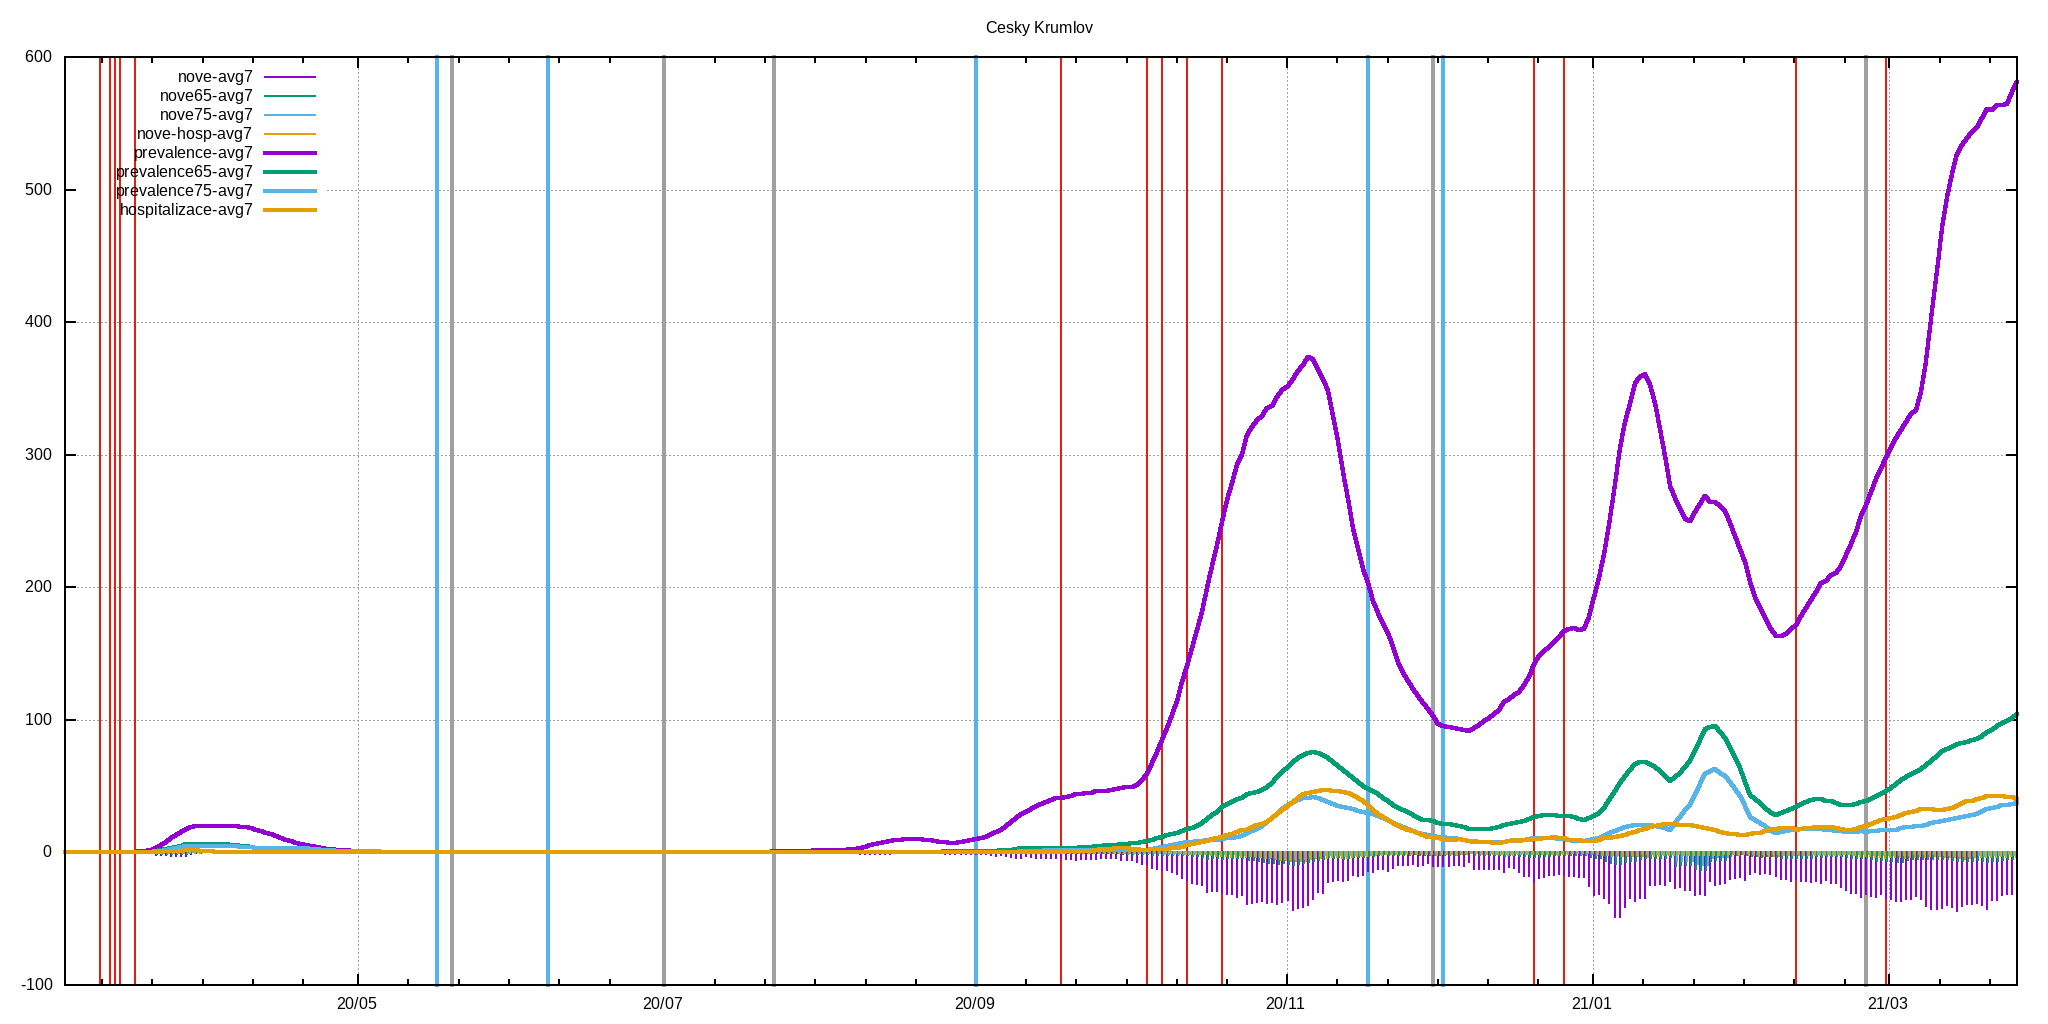 Cesky Krumlov
600
500
400
300
200
100
0
-100
nove-avg7
nove65-avg7
nove75-avg7
nove-hosp-avg7
prevalence-avg7
prevalence65-avg7
prevalence75-avg7
hospitalizace-avg7
20/05
20/07
20/09
20/11
21/01
21/03